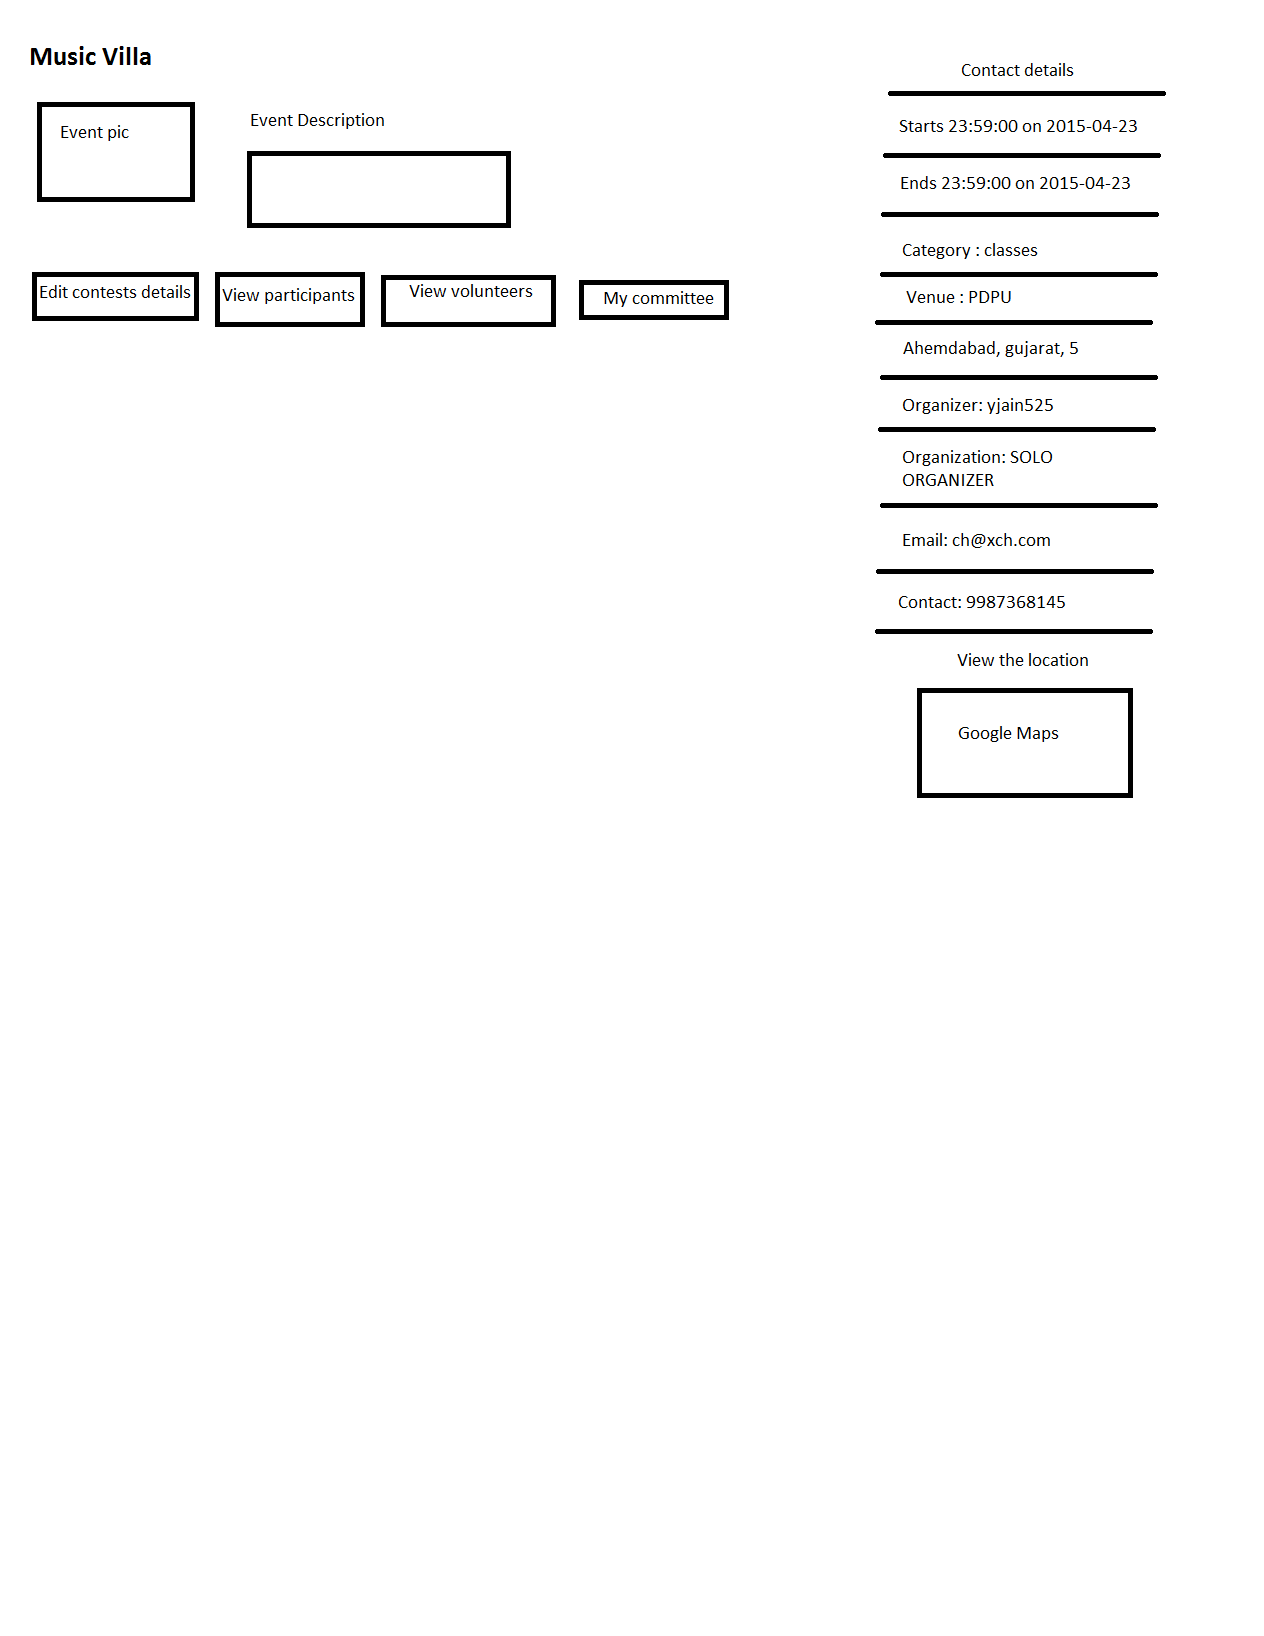 Music Villa
Event pic
Event Description
Edit contests details
View participants
View volunteers
My committee
Contact details
Starts 23:59:00 on 2015-04-23
Ends 23:59:00 on 2015-04-23
Category : classes
Venue : PDPU
Ahemdabad, gujarat, 5
Organizer: yjain525
Organization: SOLO
ORGANIZER
Email: ch@xch.com
Contact: 9987368145
View the location
Google Maps